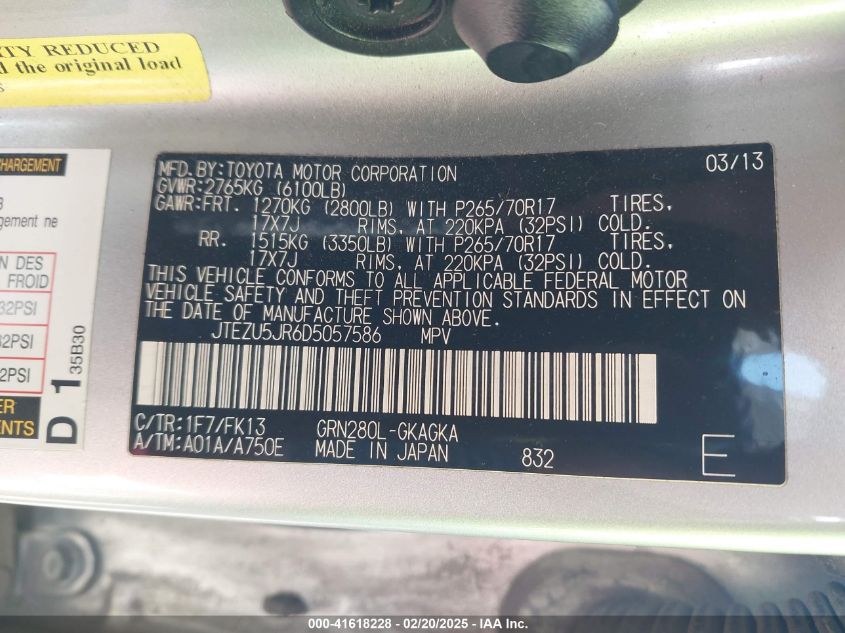 TY REDUCED
d the original load
s
CHARGEMENT
gement ne
N DES
FROID
32PSI
32PSI
2PSI
ER
ENTS
D 1 35B30
MFD.BY:TOYOTA MOTOR CORPORATION 03/13
GVWR:2765KG (6100LB)
GAWR:FRT. 1270KG (2800LB) WITH P265/70R17 TIRES,
17X7J RIMS, AT 220KPA (32PSI) COLD.
RR. 1515KG (3350LB) WITH P265/70R17 TIRES,
17X7J RIMS, AT 220KPA (32PSI) COLD.
THIS VEHICLE CONFORMS TO ALL APPLICABLE FEDERAL MOTOR
VEHICLE SAFETY AND THEFT PREVENTION STANDARDS IN EFFECT ON
THE DATE OF MANUFACTURE SHOWN ABOVE.
JTEZU5JR6D5057586 MPV
C/TR:1F7/FK13 GRN280L-GKAGKA
A/TM:A01A/A750E MADE IN JAPAN 832 E
000-41618228 - 02/20/2025 - IAA Inc.